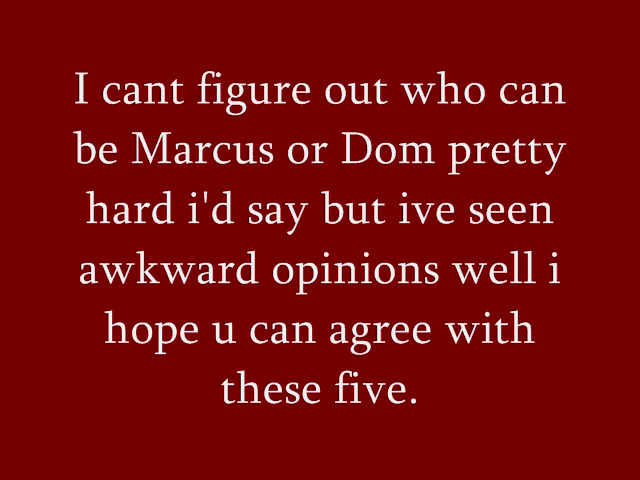 I cant figure out who can
be Marcus or Dom pretty
hard i'd say but ive seen
awkward opinions well i
hope u can agree with
these five.